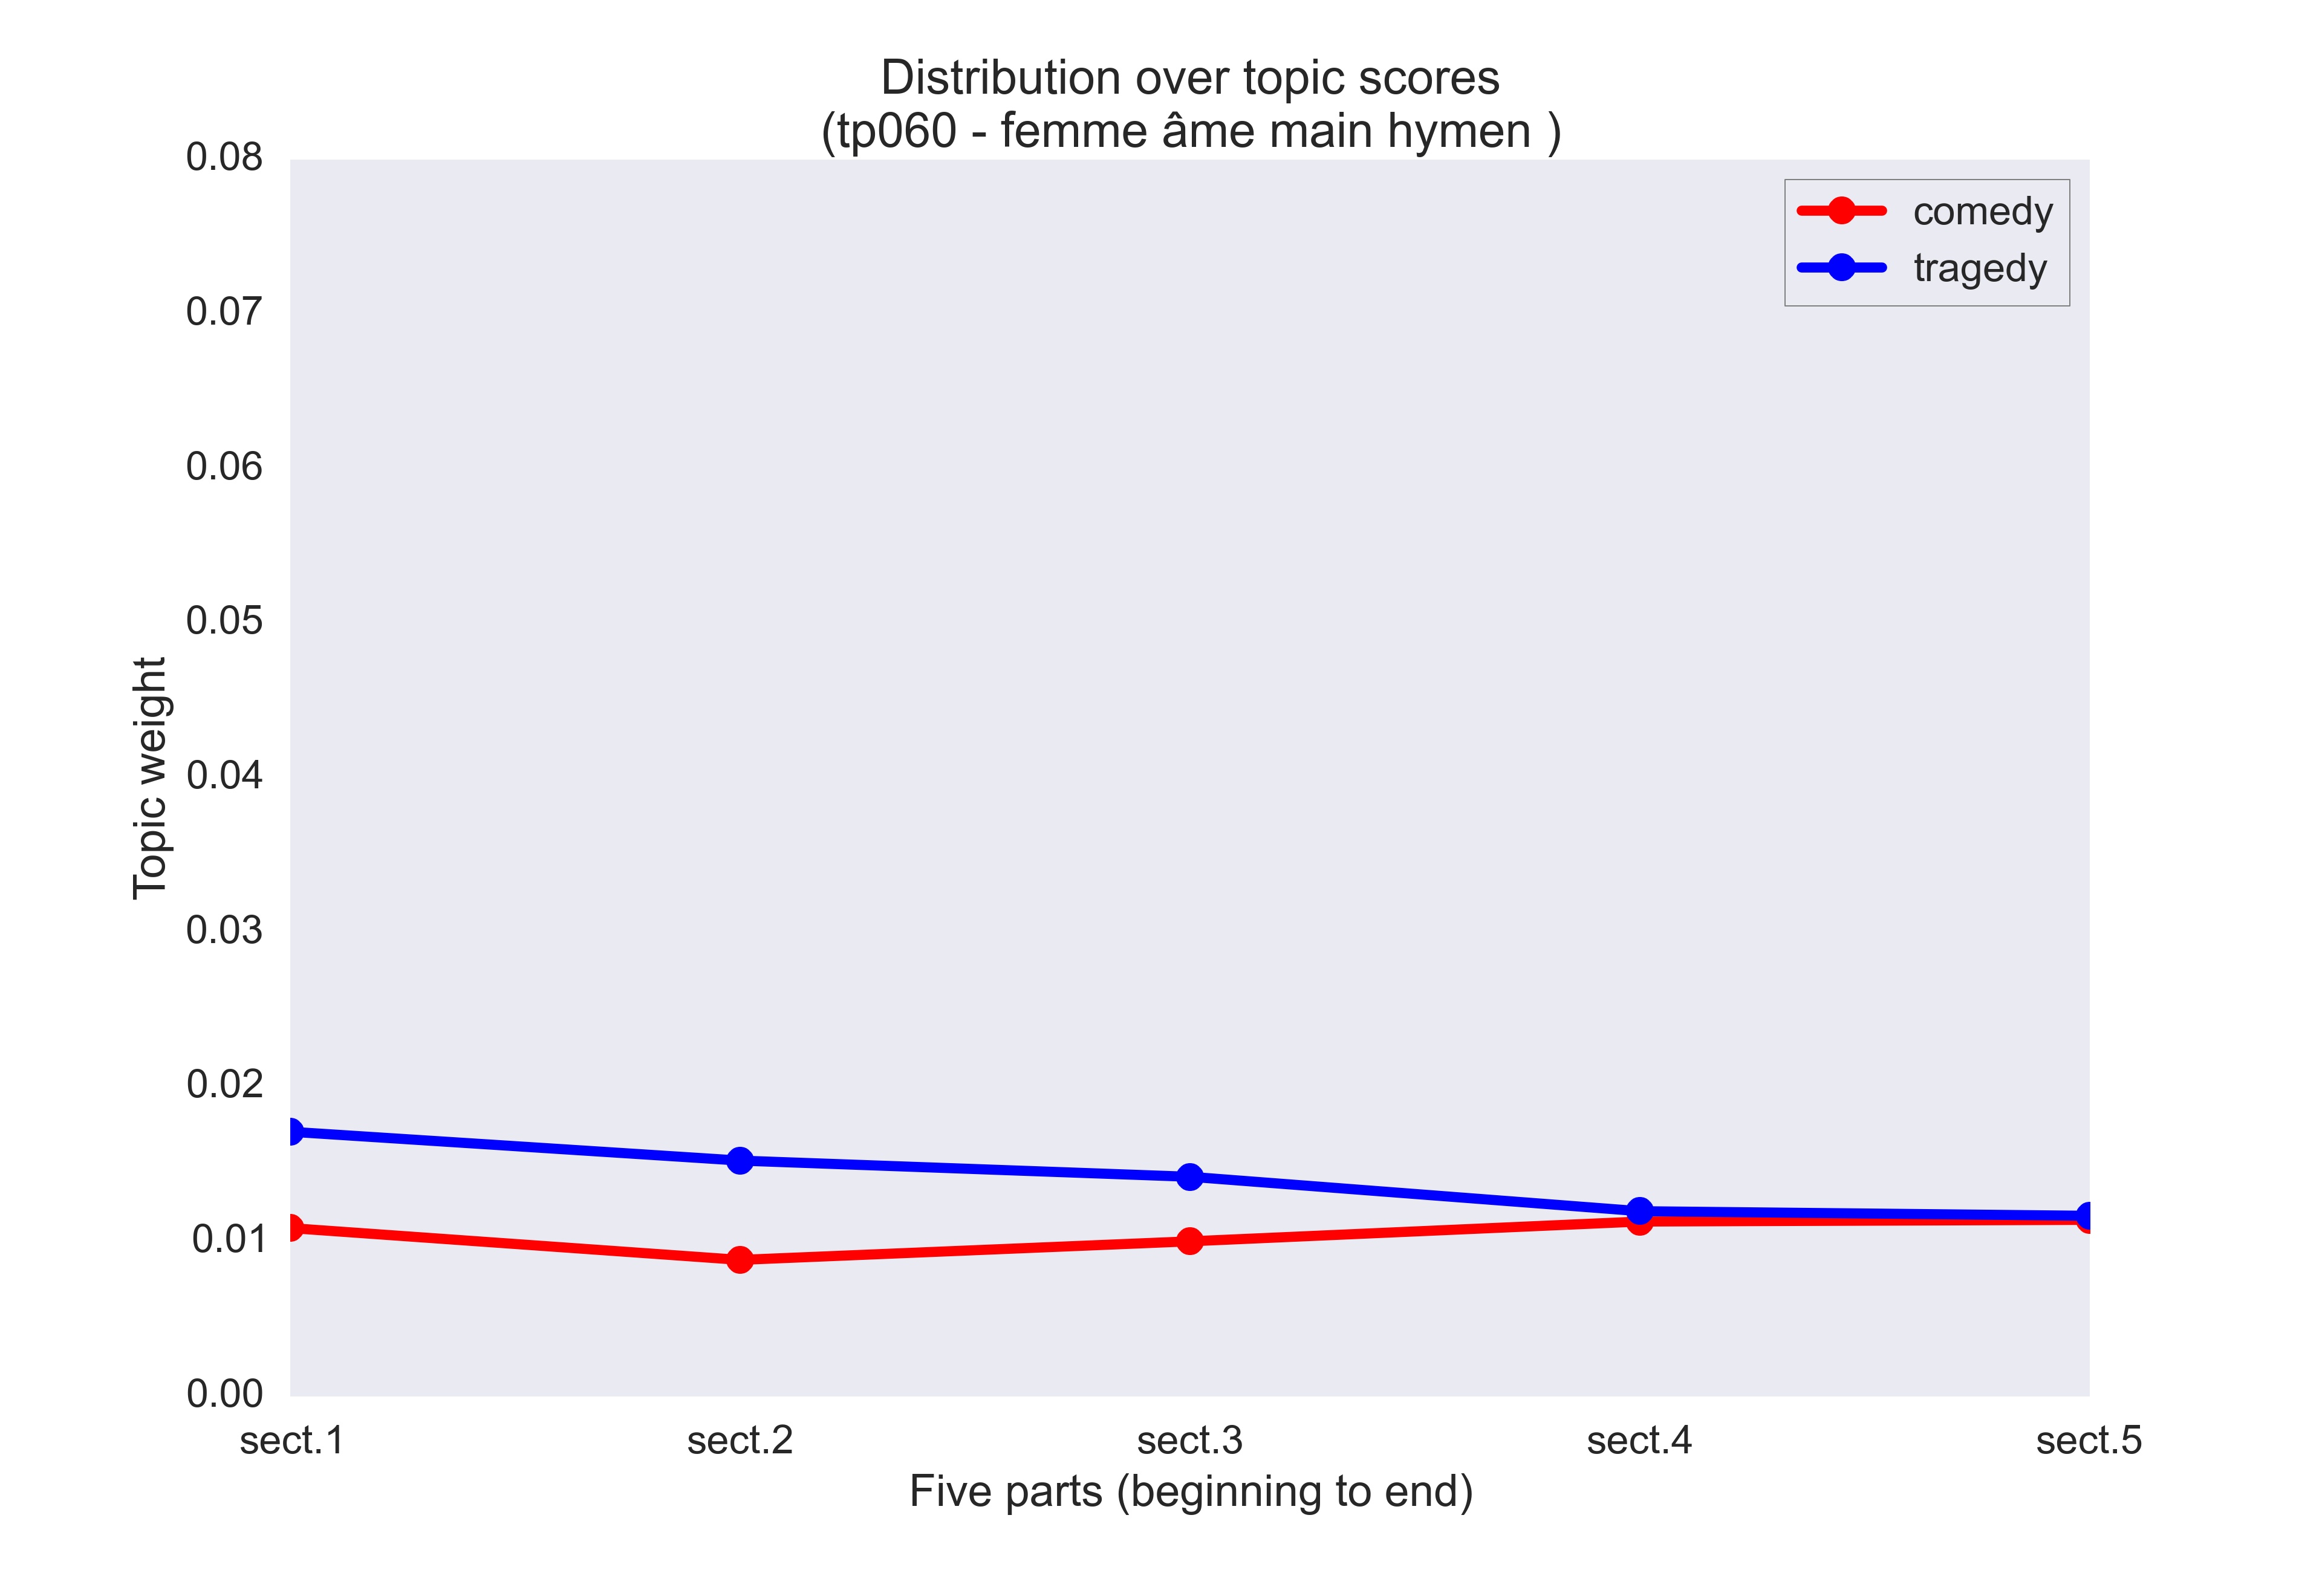 Distribution over topic scores
(tp060 - femme âme main hymen )
0.08
0.07
0.06
0.05
0.04
0.03
0.02
0.01
0.00
Topic weight
comedy
tragedy
sect.1 sect.2 sect.3 sect.4 sect.5
Five parts (beginning to end)